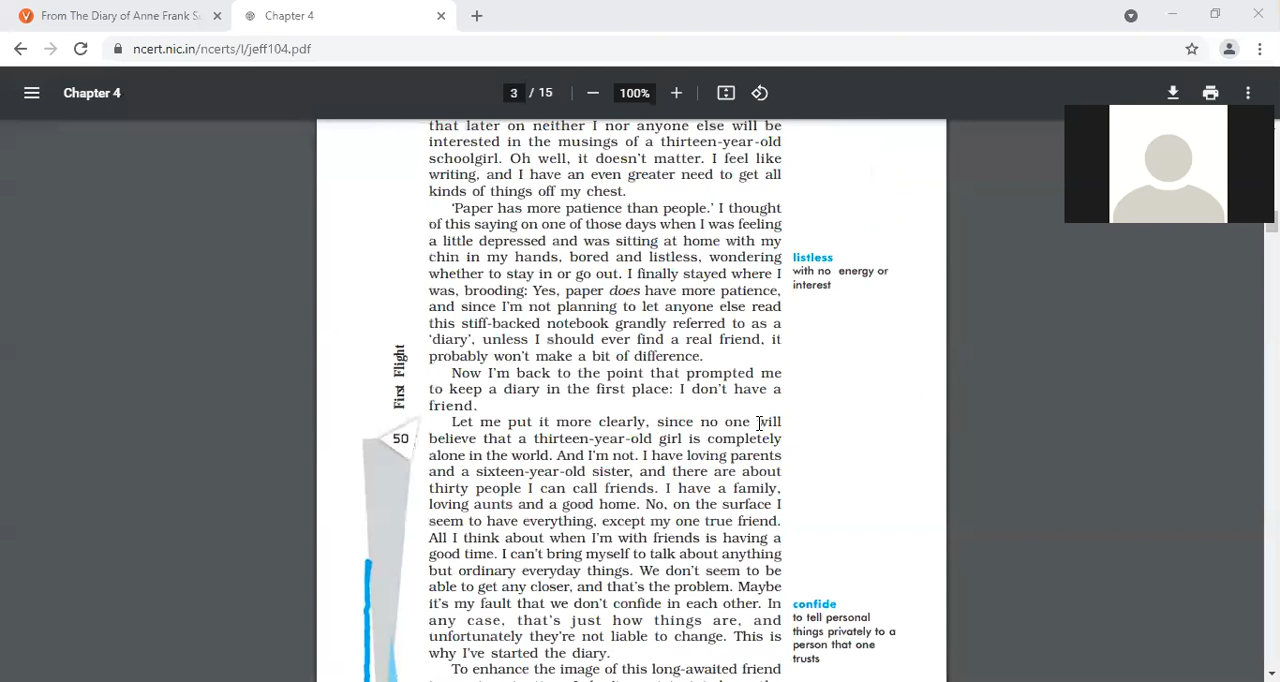 From The Diary of Anne Frank S
Chapter 4
ncert.nic.in/ncerts/l/jeff104.pdf
Chapter 4
3 / 15
100%
that later on neither I nor anyone else will be
interested in the musings of a thirteen-year-old
schoolgirl. Oh well, it doesn't matter. I feel like
writing, and I have an even greater need to get all
kinds of things off my chest.
'Paper has more patience than people.' I thought
of this saying on one of those days when I was feeling
a little depressed and was sitting at home with my
chin in my hands, bored and listless, wondering
whether to stay in or go out. I finally stayed where I
was, brooding: Yes, paper does have more patience,
and since I'm not planning to let anyone else read
this stiff-backed notebook grandly referred to as a
'diary', unless I should ever find a real friend, it
probably won't make a bit of difference.
Now I'm back to the point that prompted me
to keep a diary in the first place: I don't have a
friend.
Let me put it more clearly, since no one will
believe that a thirteen-year-old girl is completely
alone in the world. And I'm not. I have loving parents
and a sixteen-year-old sister, and there are about
thirty people I can call friends. I have a family,
loving aunts and a good home. No, on the surface I
seem to have everything, except my one true friend.
All I think about when I'm with friends is having a
good time. I can't bring myself to talk about anything
but ordinary everyday things. We don't seem to be
able to get any closer, and that's the problem. Maybe
it's my fault that we don't confide in each other. In
any case, that's just how things are, and
unfortunately they're not liable to change. This is
why I've started the diary.
To enhance the image of this long-awaited friend
listless
with no energy or
interest
confide
to tell personal
things privately to a
person that one
trusts
First Flight
50